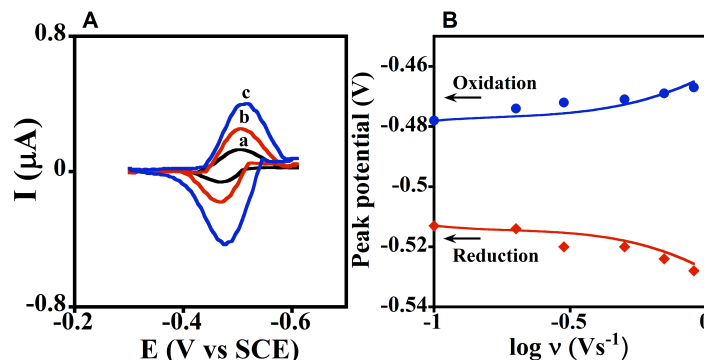 A
0.8
0
-0.8
I (μA)
c
b
a
-0.2
-0.4
-0.6
E (V vs SCE)
B
-0.46
-0.48
-0.5
-0.52
-0.54
Peak potential (V)
Oxidation
Reduction
-1
-0.5
0
log ν (Vs⁻¹)